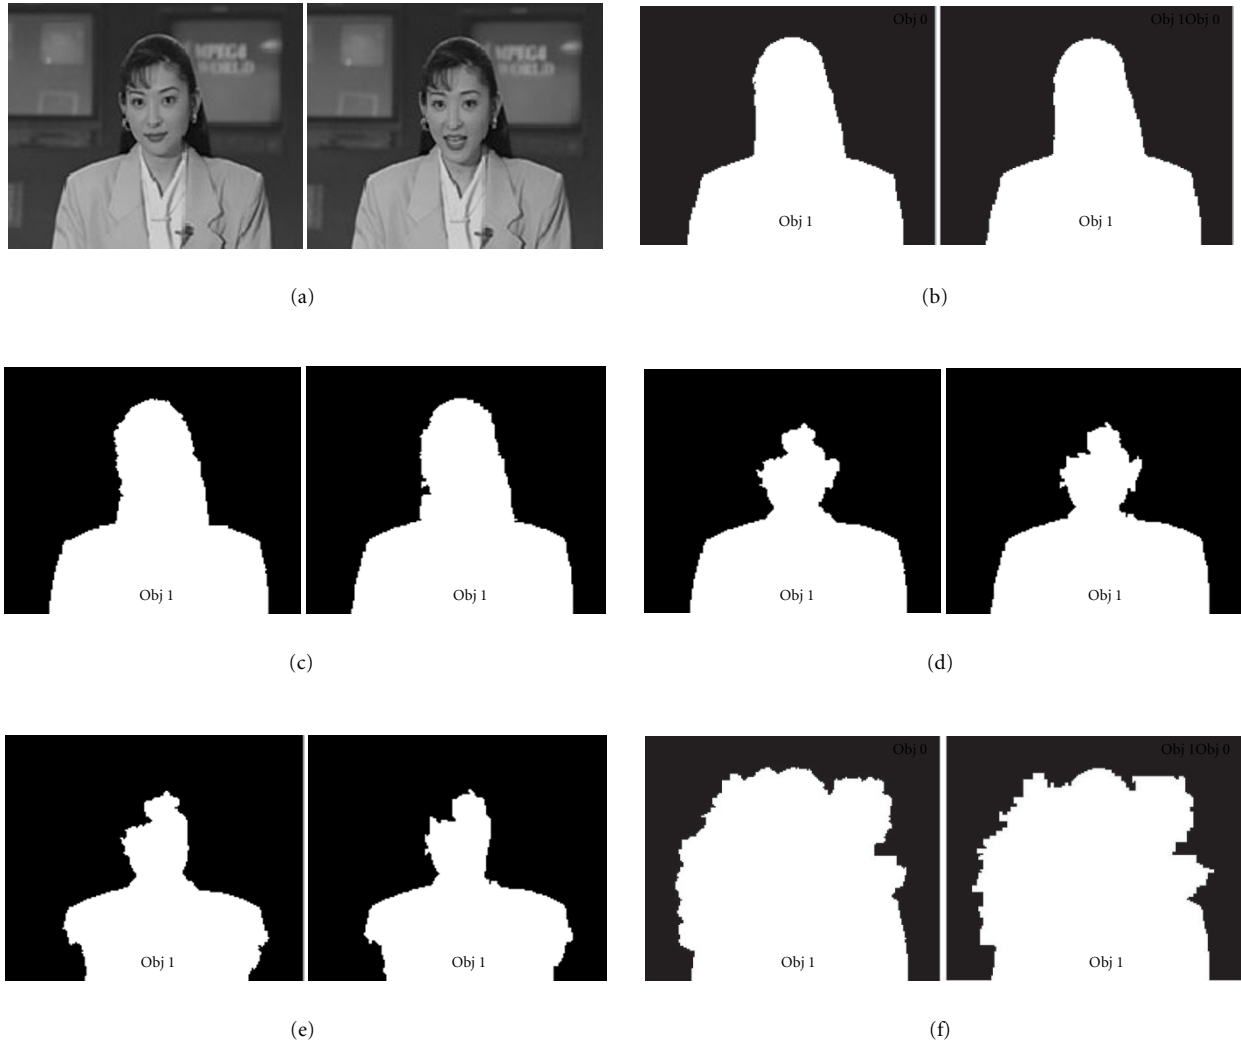 MPEG4
WORLD
MPEG4
WORLD
Obj 0
Obj 1Obj 0
Obj 1
Obj 1
(a)
(b)
Obj 1
Obj 1
Obj 1
Obj 1
(c)
(d)
Obj 0
Obj 1Obj 0
Obj 1
Obj 1
Obj 1
Obj 1
(e)
(f)